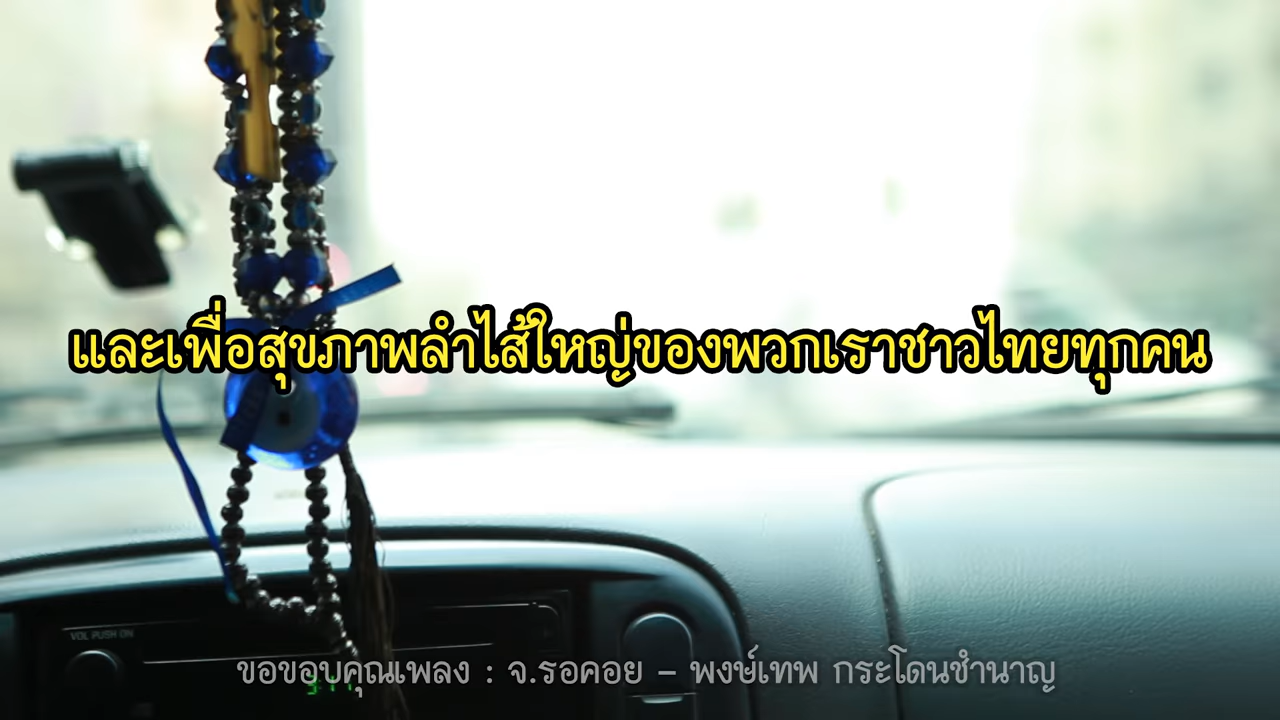 และเพื่อสุขภาพลำไส้ใหญ่ของพวกเราชาวไทยทุกคน
VOL PUSH ON
ขอขอบคุณเพลง : จ.รอคอย – พงษ์เทพ กระโดนชำนาญ